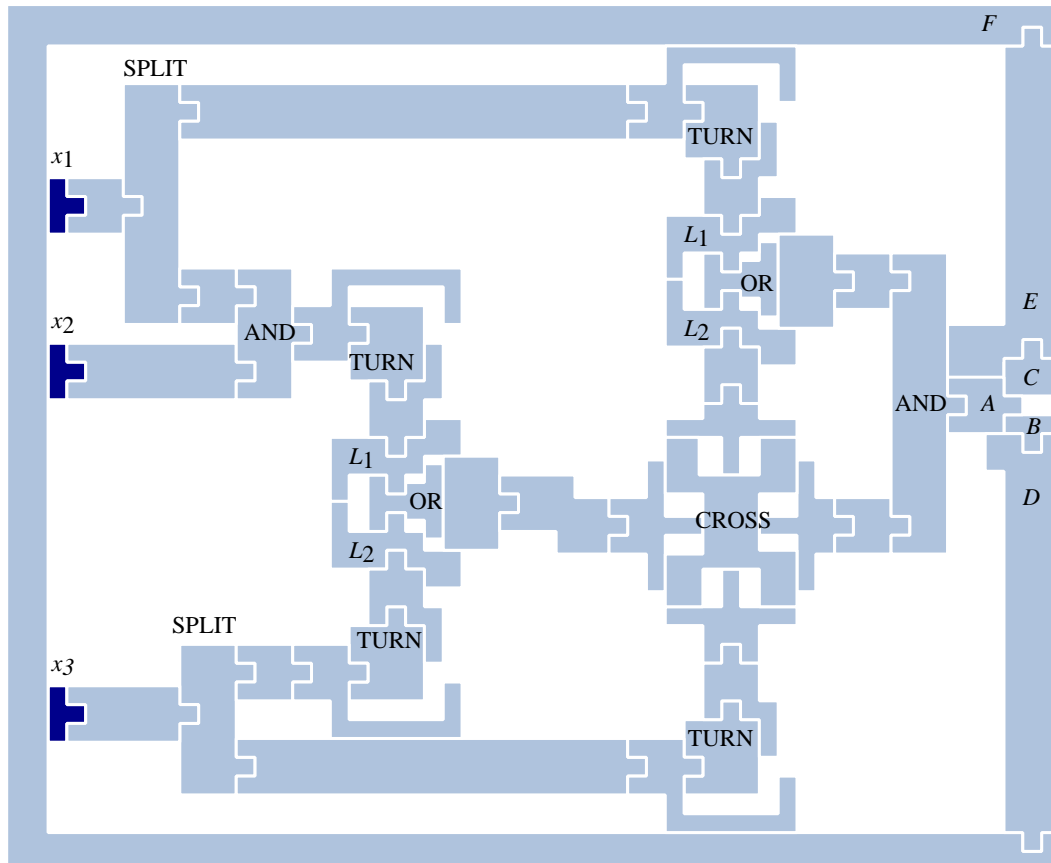 F
SPLIT
TURN
x1
L1
OR
E
x2
L2
AND
TURN
C
AND
A
B
L1
OR
D
CROSS
L2
SPLIT
TURN
x3
TURN